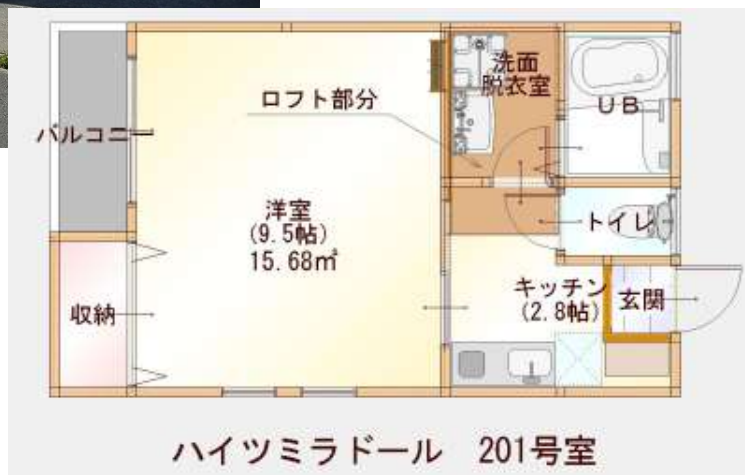 洗面
脱衣室
UB
ロフト部分
バルコニ
洋室
(9.5帖)
15.68㎡
トイレ
収納
キッチン
(2.8帖)
玄関
ハイツミラドール 201号室